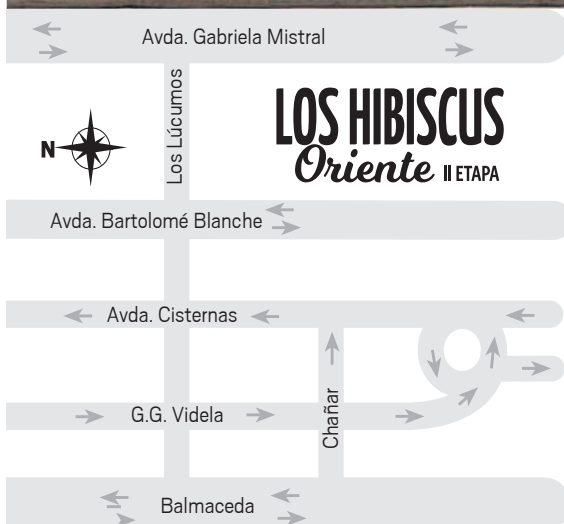 Avda. Gabriela Mistral
Los Lúcumos
LOS HIBISCUS
Oriente II ETAPA
N
Avda. Bartolomé Blanche
Avda. Cisternas
Chañar
G.G. Videla
Balmaceda